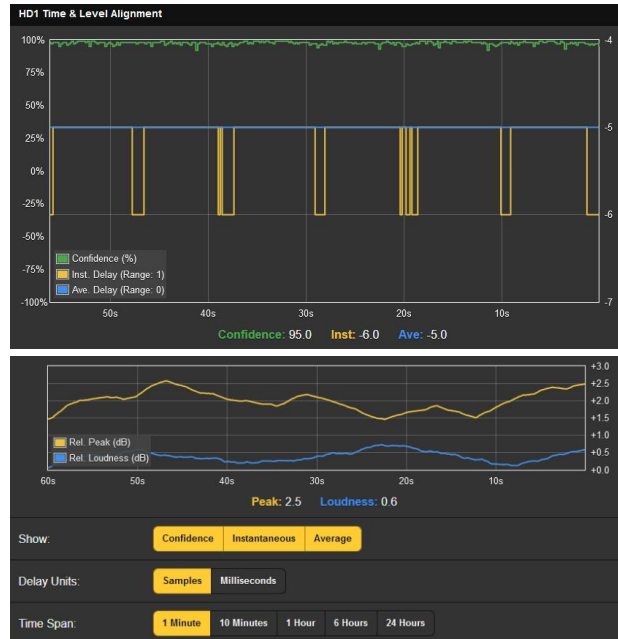 HD1 Time & Level Alignment
100%
-4
75%
50%
25%
-5
0%
-25%
-6
-50%
-75%
-100%
-7
Confidence (%)
Inst. Delay (Range: 1)
Ave. Delay (Range: 0)
50s 40s 30s 20s 10s
Confidence: 95.0 Inst: -6.0 Ave: -5.0
+3.0
+2.5
+2.0
+1.5
+1.0
+0.5
+0.0
Rel. Peak (dB)
Rel. Loudness (dB)
60s 50s 40s 30s 20s 10s
Peak: 2.5 Loudness: 0.6
Show: Confidence Instantaneous Average
Delay Units: Samples Milliseconds
Time Span: 1 Minute 10 Minutes 1 Hour 6 Hours 24 Hours